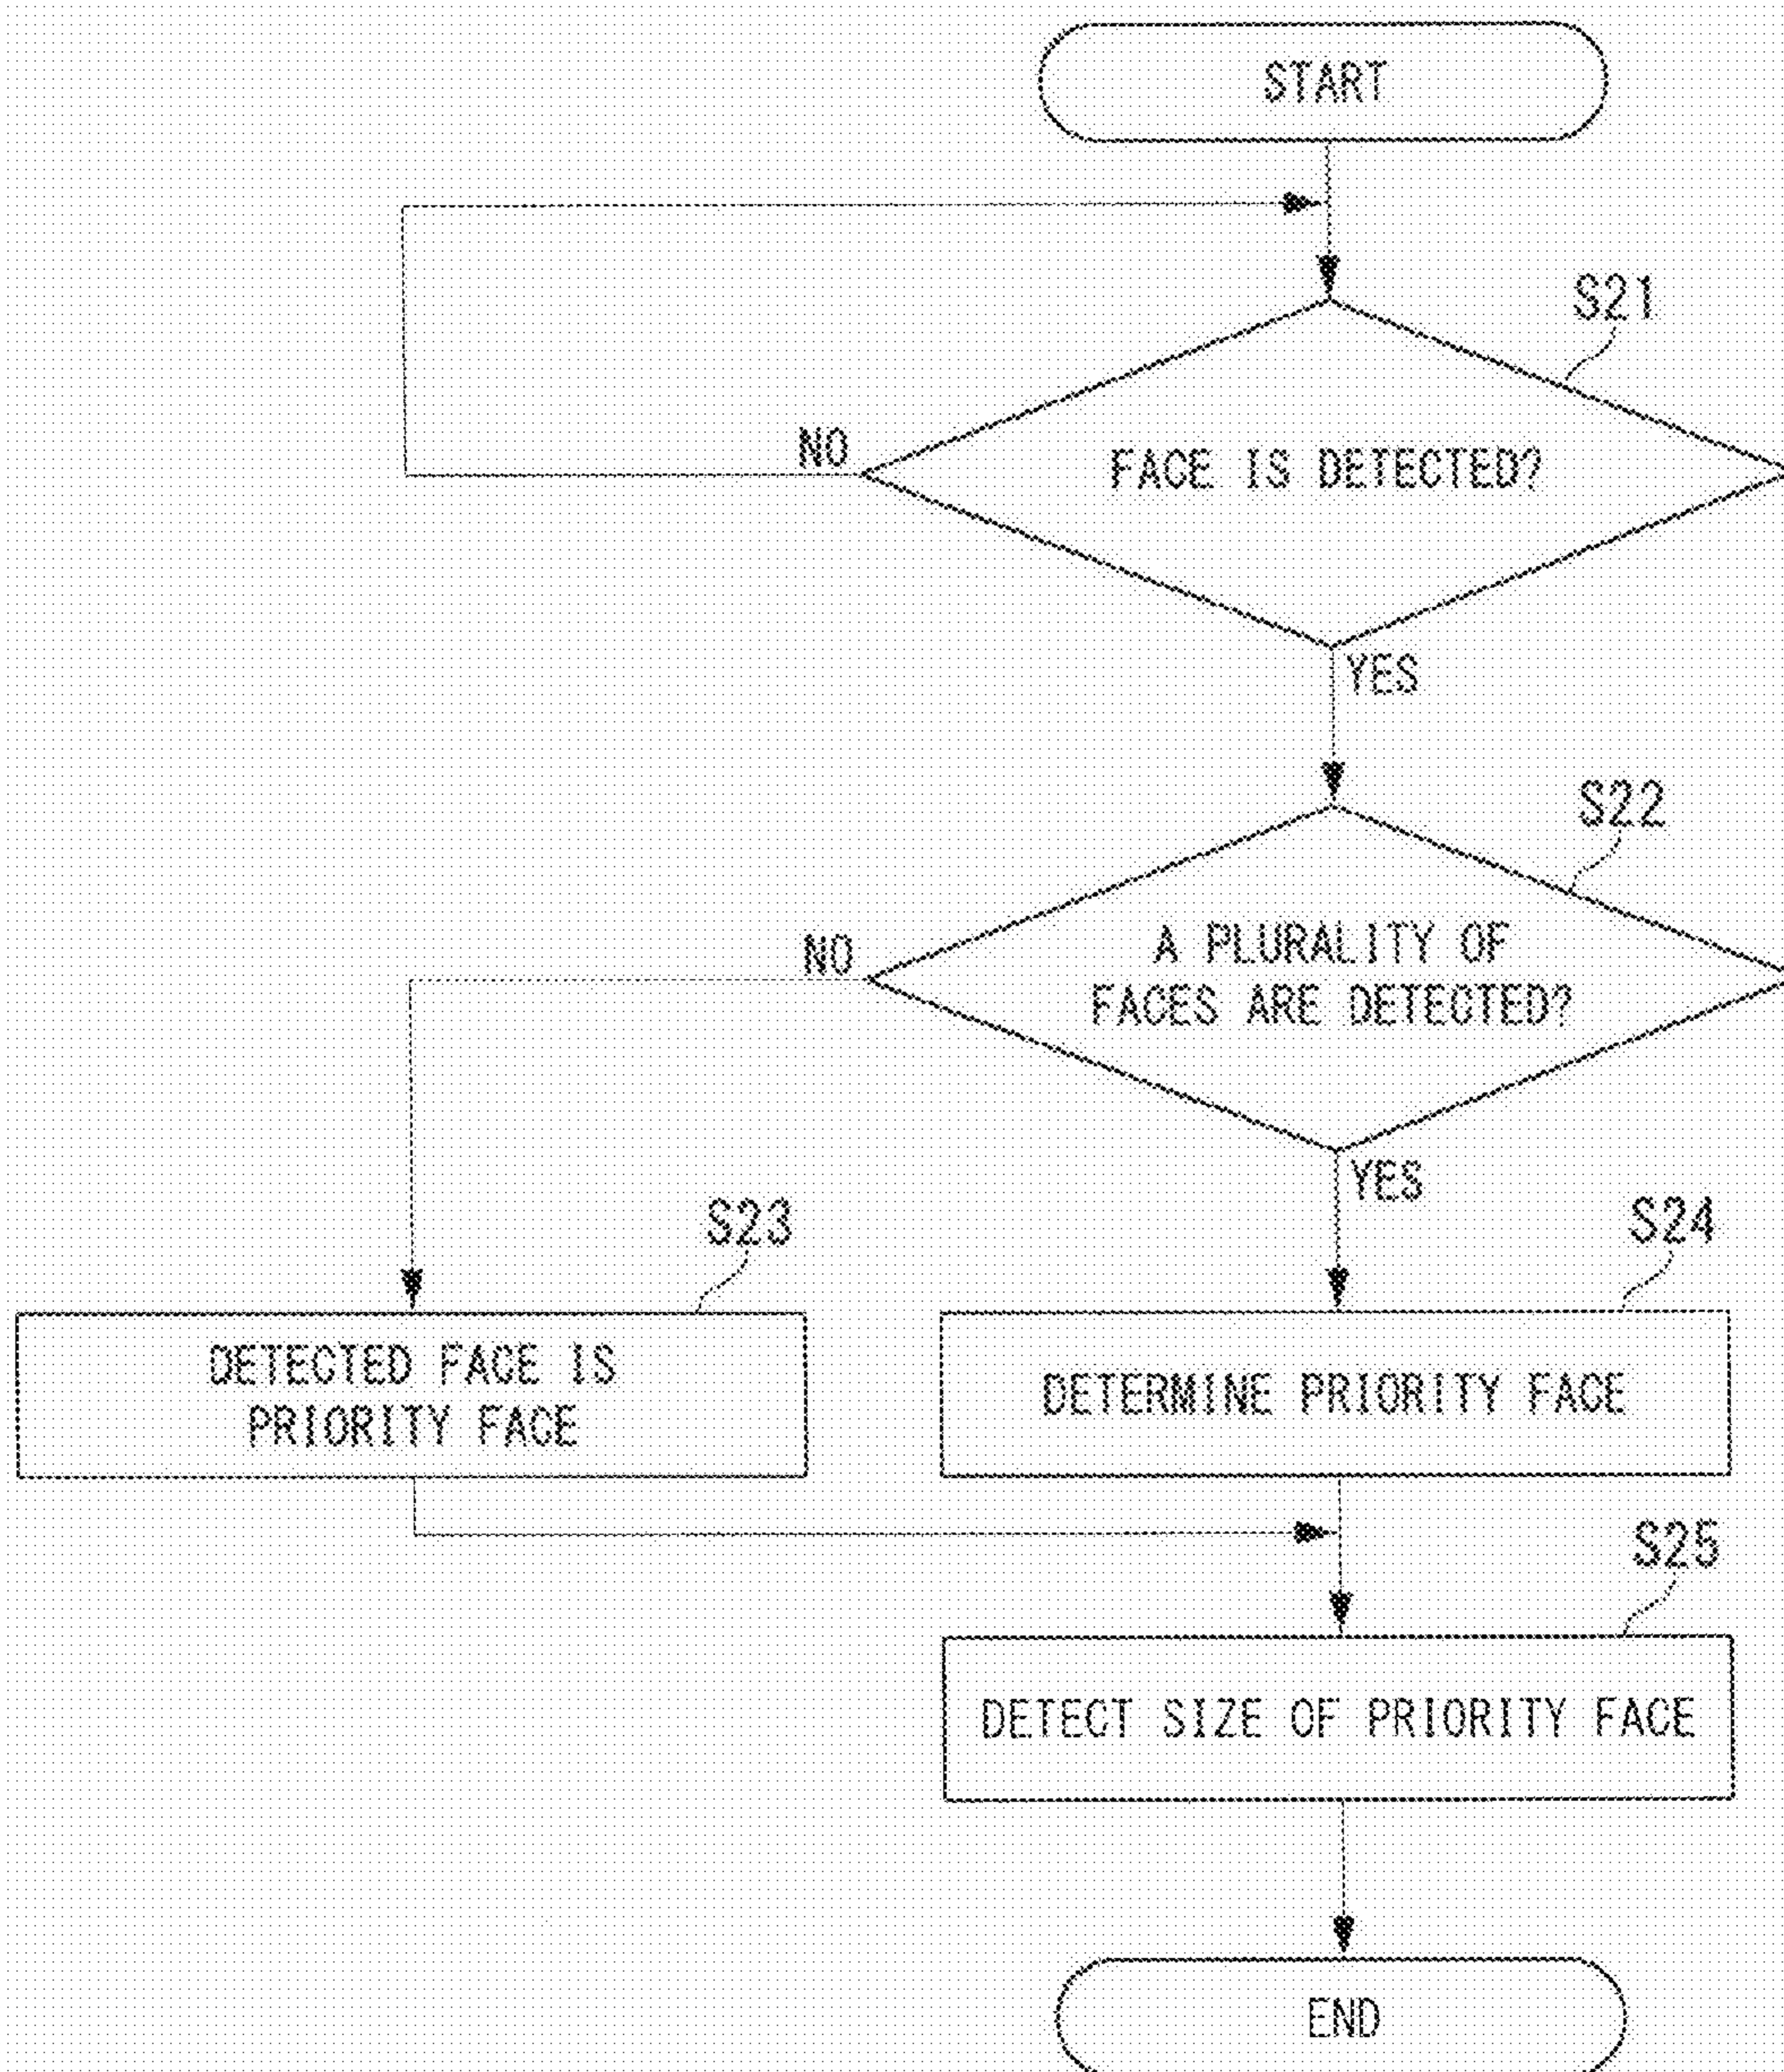 START
S21
NO
FACE IS DETECTED?
YES
S22
NO
A PLURALITY OF
FACES ARE DETECTED?
YES
S23
S24
DETECTED FACE IS
PRIORITY FACE
DETERMINE PRIORITY FACE
S25
DETECT SIZE OF PRIORITY FACE
END